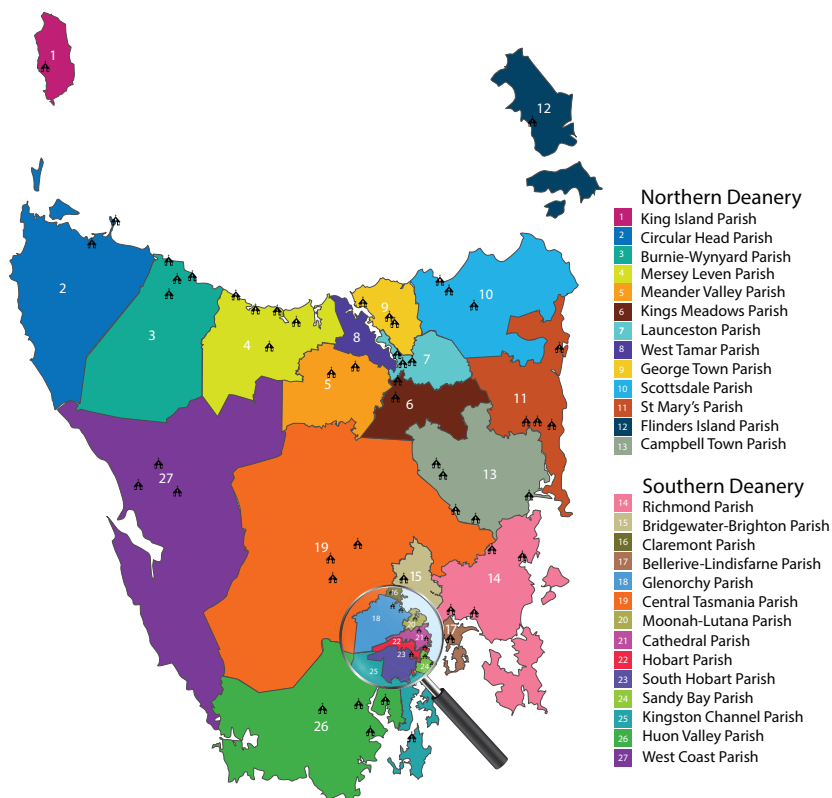 1
12
2
3
4
5
8
9
7
10
6
11
13
27
19
15
14
16
18
20
21
17
22
23
24
25
26
Northern Deanery
1 King Island Parish
2 Circular Head Parish
3 Burnie-Wynyard Parish
4 Mersey Leven Parish
5 Meander Valley Parish
6 Kings Meadows Parish
7 Launceston Parish
8 West Tamar Parish
9 George Town Parish
10 Scottsdale Parish
11 St Mary's Parish
12 Flinders Island Parish
13 Campbell Town Parish
Southern Deanery
14 Richmond Parish
15 Bridgewater-Brighton Parish
16 Claremont Parish
17 Bellerive-Lindisfarne Parish
18 Glenorchy Parish
19 Central Tasmania Parish
20 Moonah-Lutana Parish
21 Cathedral Parish
22 Hobart Parish
23 South Hobart Parish
24 Sandy Bay Parish
25 Kingston Channel Parish
26 Huon Valley Parish
27 West Coast Parish